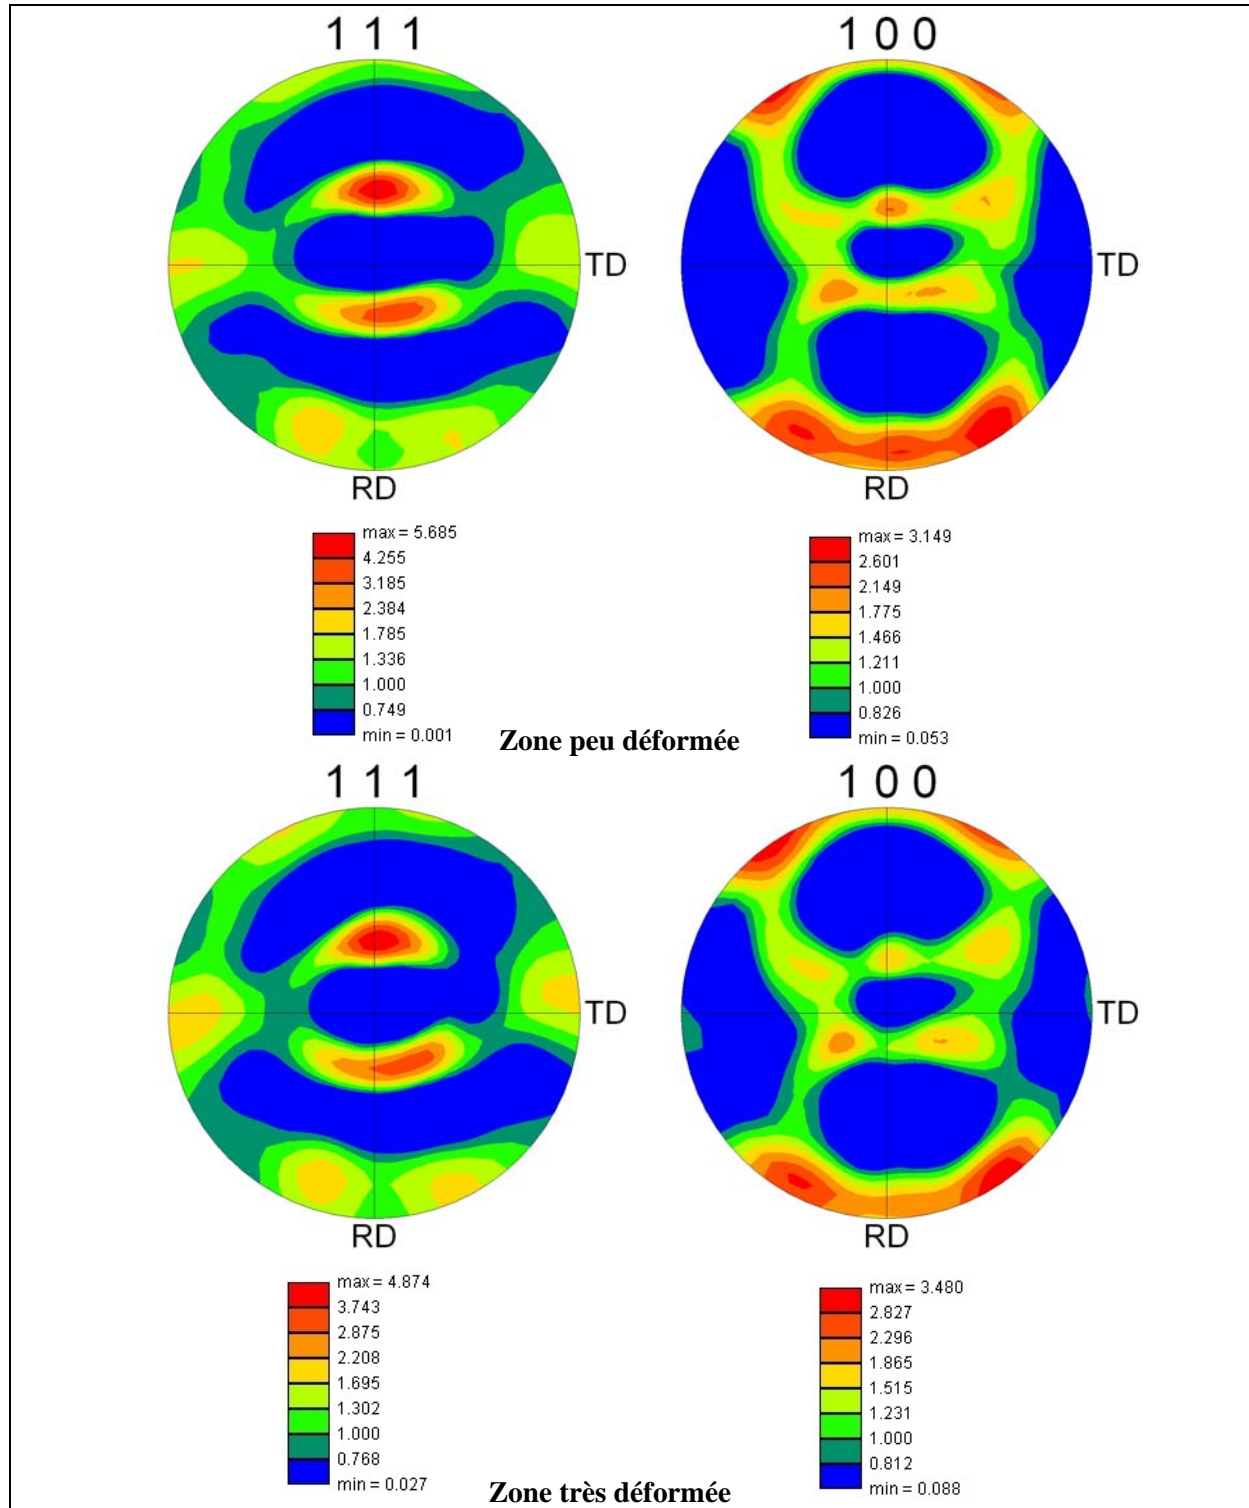 1 1 1
1 0 0
TD
TD
RD
RD
max = 5.685
4.255
3.185
2.384
1.785
1.336
1.000
0.749
min = 0.001
max = 3.149
2.601
2.149
1.775
1.466
1.211
1.000
0.826
min = 0.053
Zone peu déformée
1 1 1
1 0 0
TD
TD
RD
RD
max = 4.874
3.743
2.875
2.208
1.695
1.302
1.000
0.768
min = 0.027
max = 3.480
2.827
2.296
1.865
1.515
1.231
1.000
0.812
min = 0.088
Zone très déformée